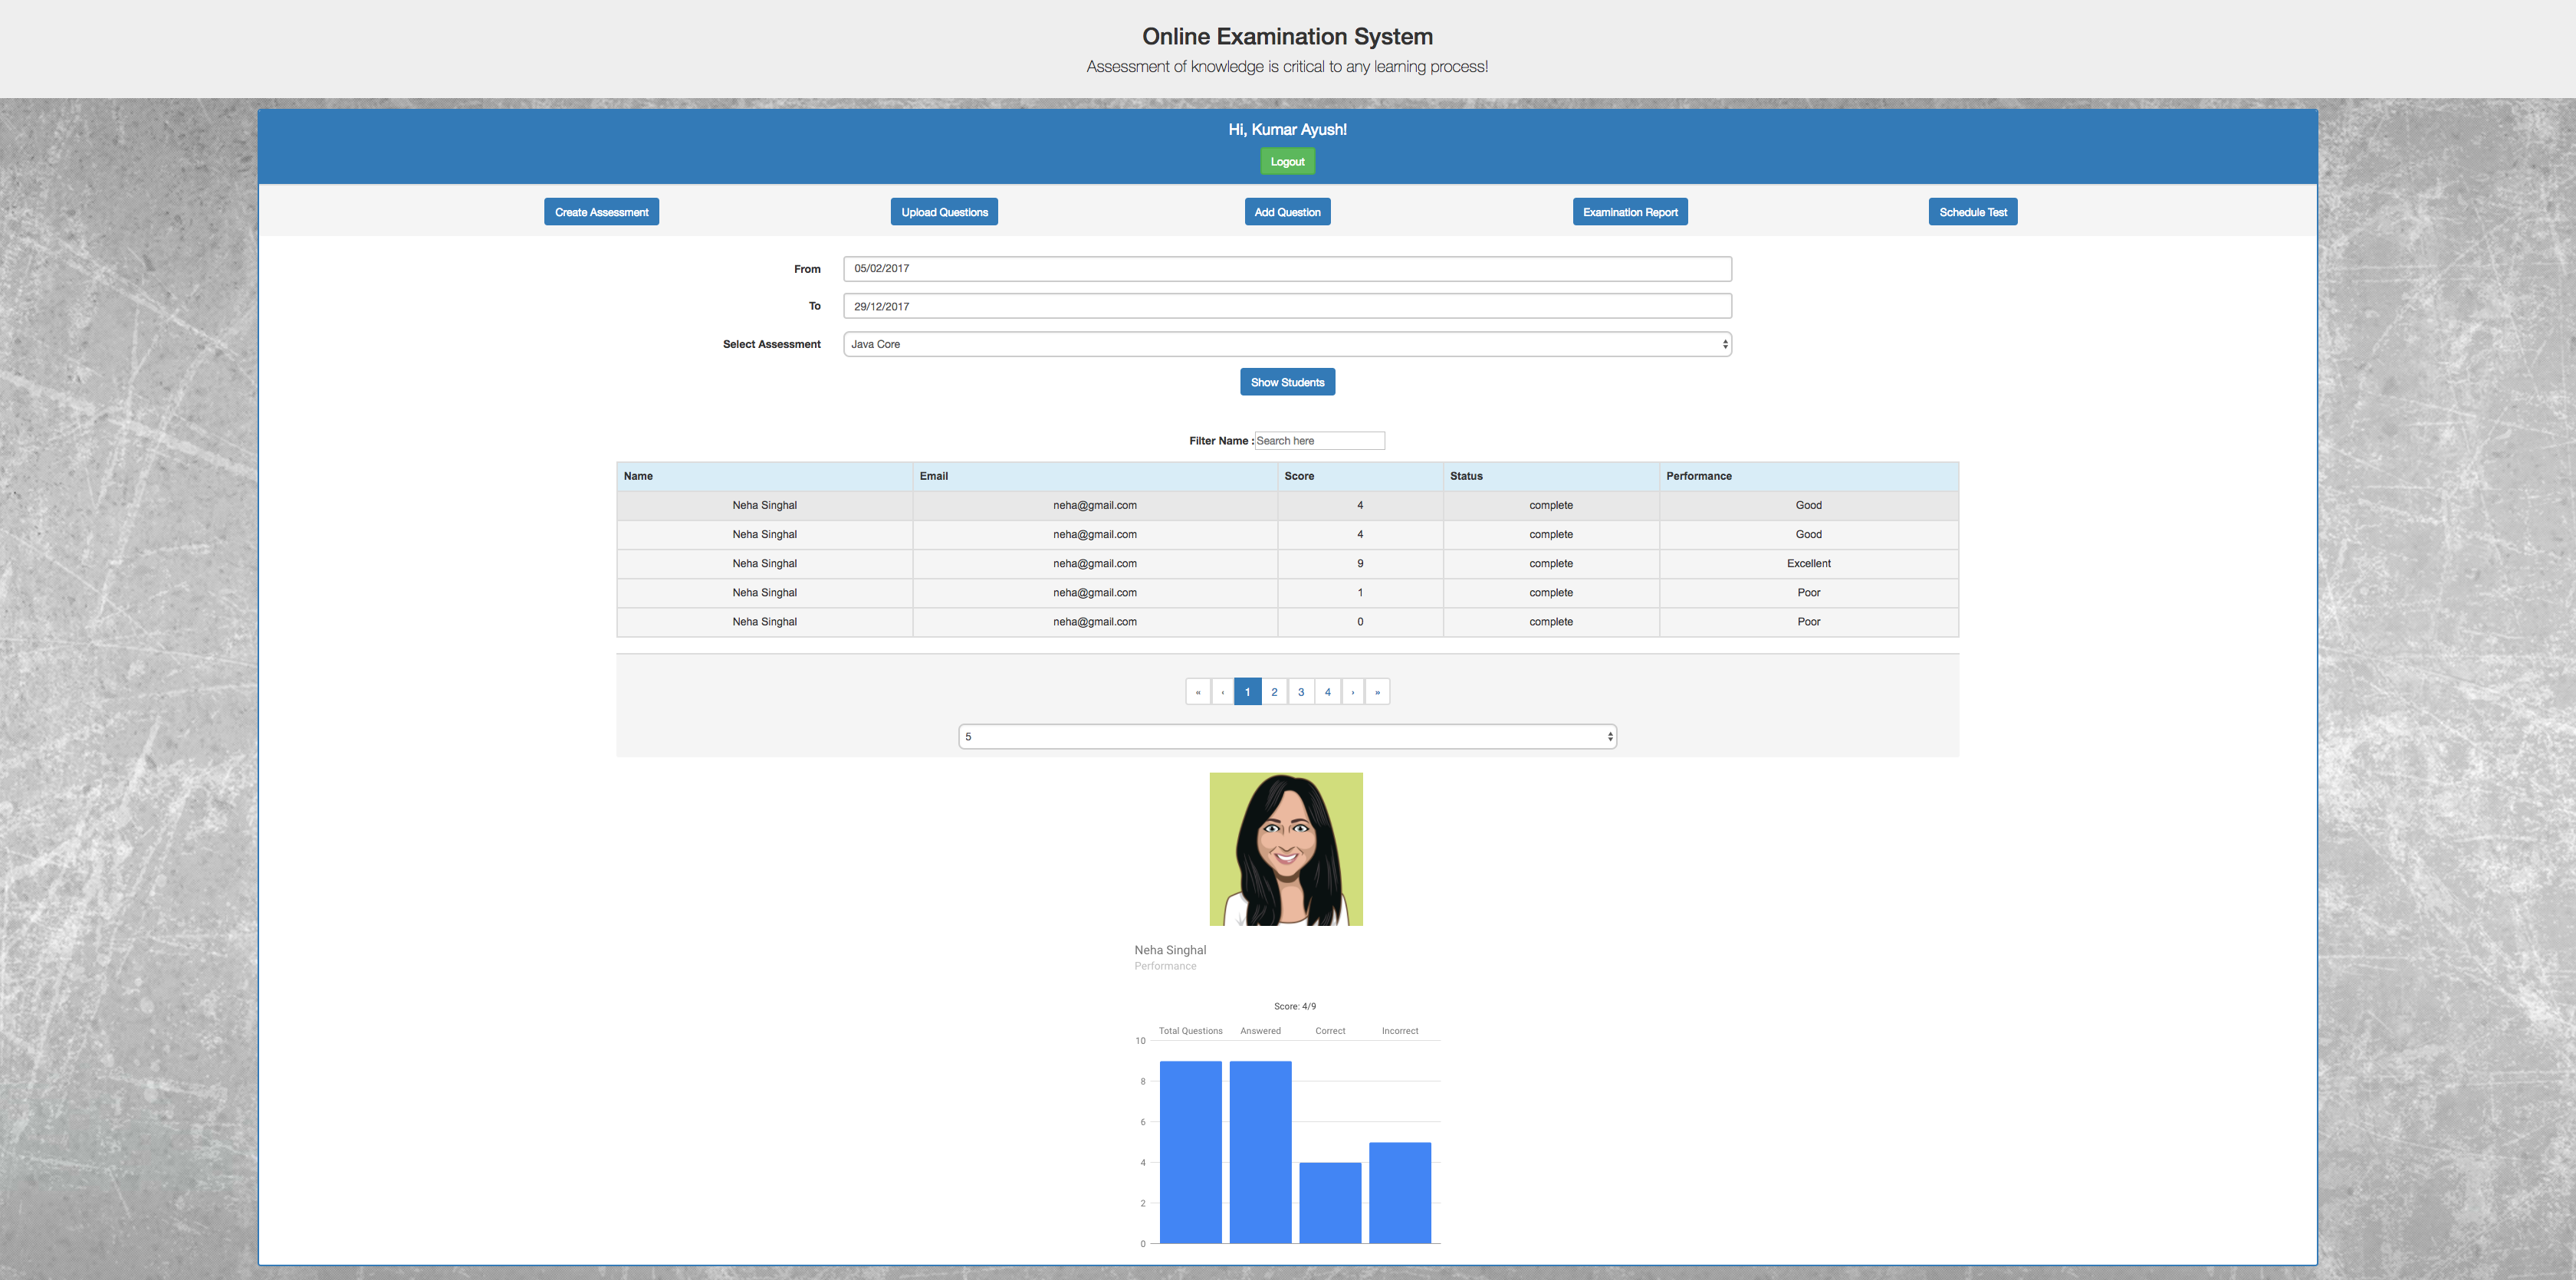 Online Examination System
Assessment of knowledge is critical to any learning process!
Hi, Kumar Ayush!
Logout
Create Assessment Upload Questions Add Question Examination Report Schedule Test
From 05/02/2017
To 29/12/2017
Select Assessment Java Core
Show Students
Filter Name : Search here
Name Email Score Status Performance
Neha Singhal neha@gmail.com 4 complete Good
Neha Singhal neha@gmail.com 4 complete Good
Neha Singhal neha@gmail.com 9 complete Excellent
Neha Singhal neha@gmail.com 1 complete Poor
Neha Singhal neha@gmail.com 0 complete Poor
« ‹ 1 2 3 4 › »
5
Neha Singhal
Performance
Score: 4/9
Total Questions Answered Correct Incorrect
10
8
6
4
2
0